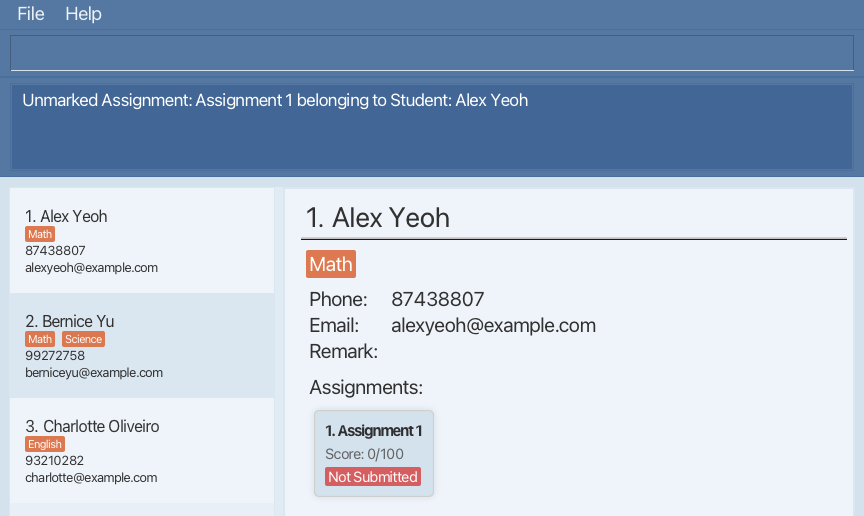 File Help
Unmarked Assignment: Assignment 1 belonging to Student: Alex Yeoh
1. Alex Yeoh
Math
87438807
alexyeoh@example.com
2. Bernice Yu
Math Science
99272758
berniceyu@example.com
3. Charlotte Oliveiro
English
93210282
charlotte@example.com
1. Alex Yeoh
Math
Phone: 87438807
Email: alexyeoh@example.com
Remark:
Assignments:
1. Assignment 1
Score: 0/100
Not Submitted